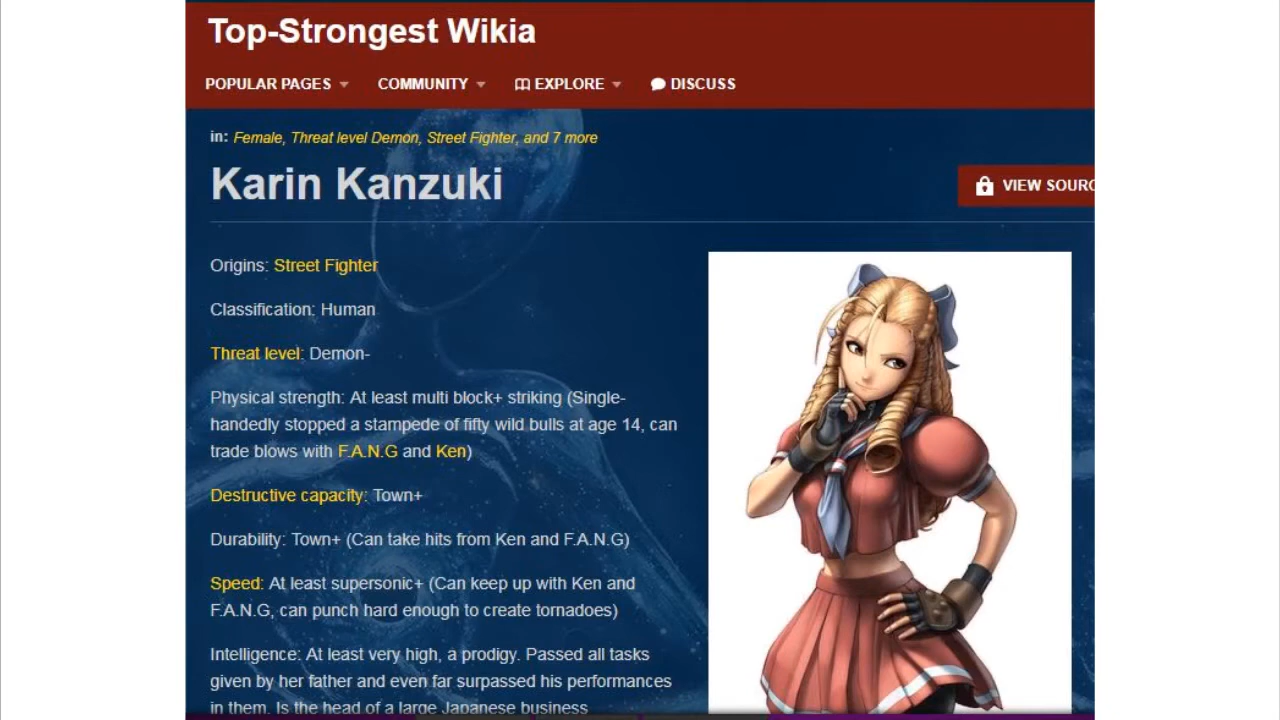 Top-Strongest Wikia
POPULAR PAGES COMMUNITY EXPLORE DISCUSS
in: Female, Threat level Demon, Street Fighter, and 7 more
Karin Kanzuki
VIEW SOURC
Origins: Street Fighter
Classification: Human
Threat level: Demon-
Physical strength: At least multi block+ striking (Single-
handedly stopped a stampede of fifty wild bulls at age 14, can
trade blows with F.A.N.G and Ken)
Destructive capacity: Town+
Durability: Town+ (Can take hits from Ken and F.A.N.G)
Speed: At least supersonic+ (Can keep up with Ken and
F.A.N.G, can punch hard enough to create tornadoes)
Intelligence: At least very high, a prodigy. Passed all tasks
given by her father and even far surpassed his performances
in them. Is the head of a large Japanese business